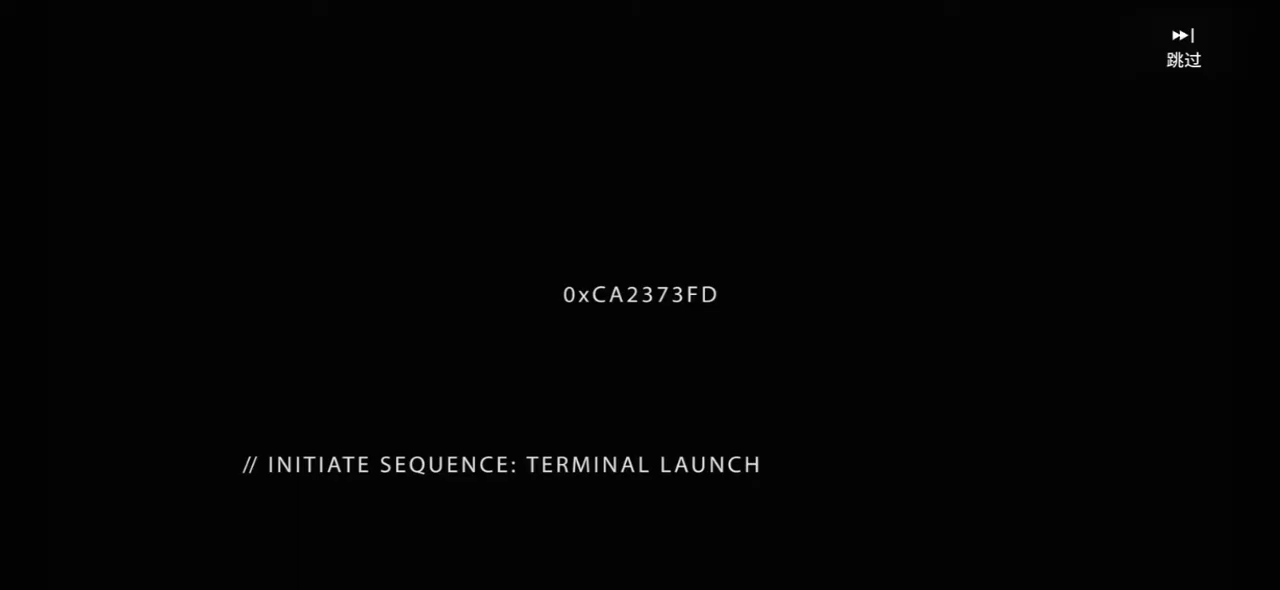 跳过
0xCA2373FD
// INITIATE SEQUENCE: TERMINAL LAUNCH